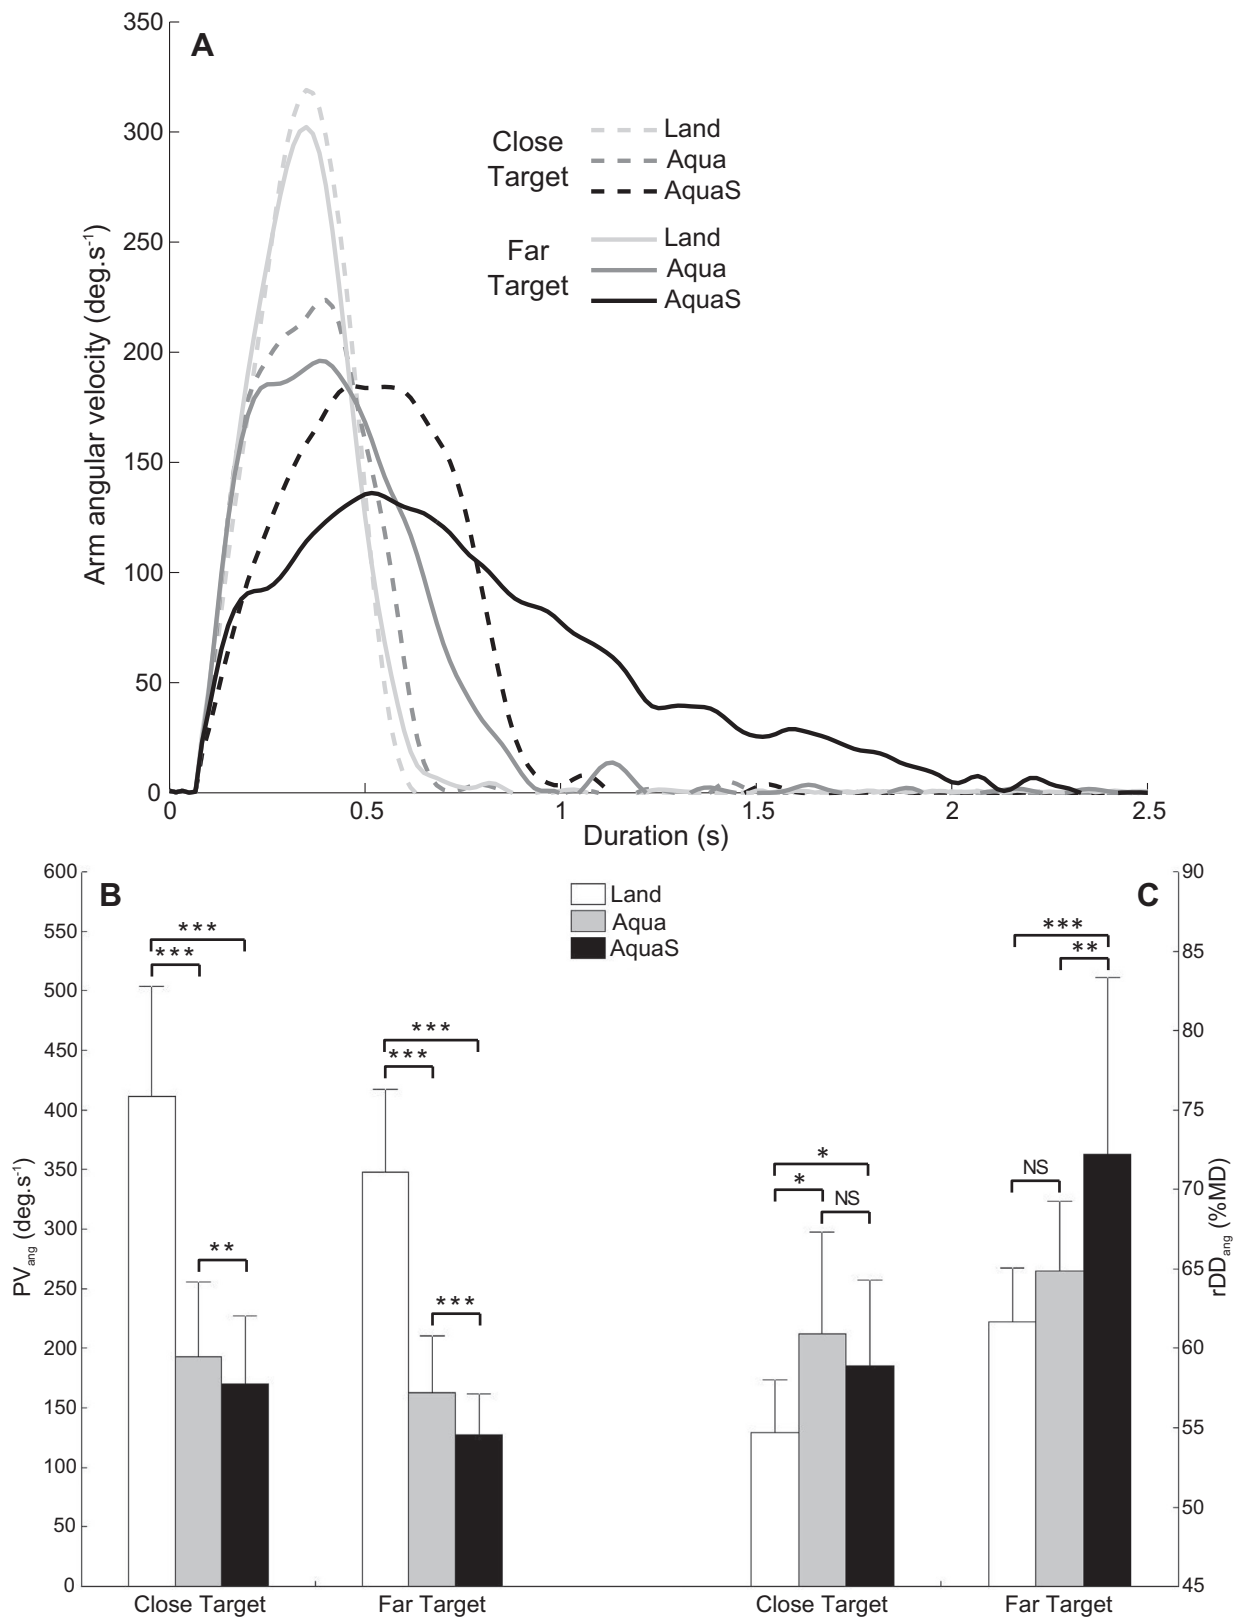 A
350
300
250
200
150
100
50
0
Arm angular velocity (deg.s-1)
Close
Target
Land
Aqua
AquaS
Far
Target
Land
Aqua
AquaS
0 0.5 1 1.5 2 2.5
Duration (s)
B
600
550
500
450
400
350
300
250
200
150
100
50
0
PVang (deg.s-1)
***
***
**
***
***
***
Close Target Far Target
Land
Aqua
AquaS
C
90
85
80
75
70
65
60
55
50
45
rDDang (%MD)
*
*
NS
***
**
NS
Close Target Far Target